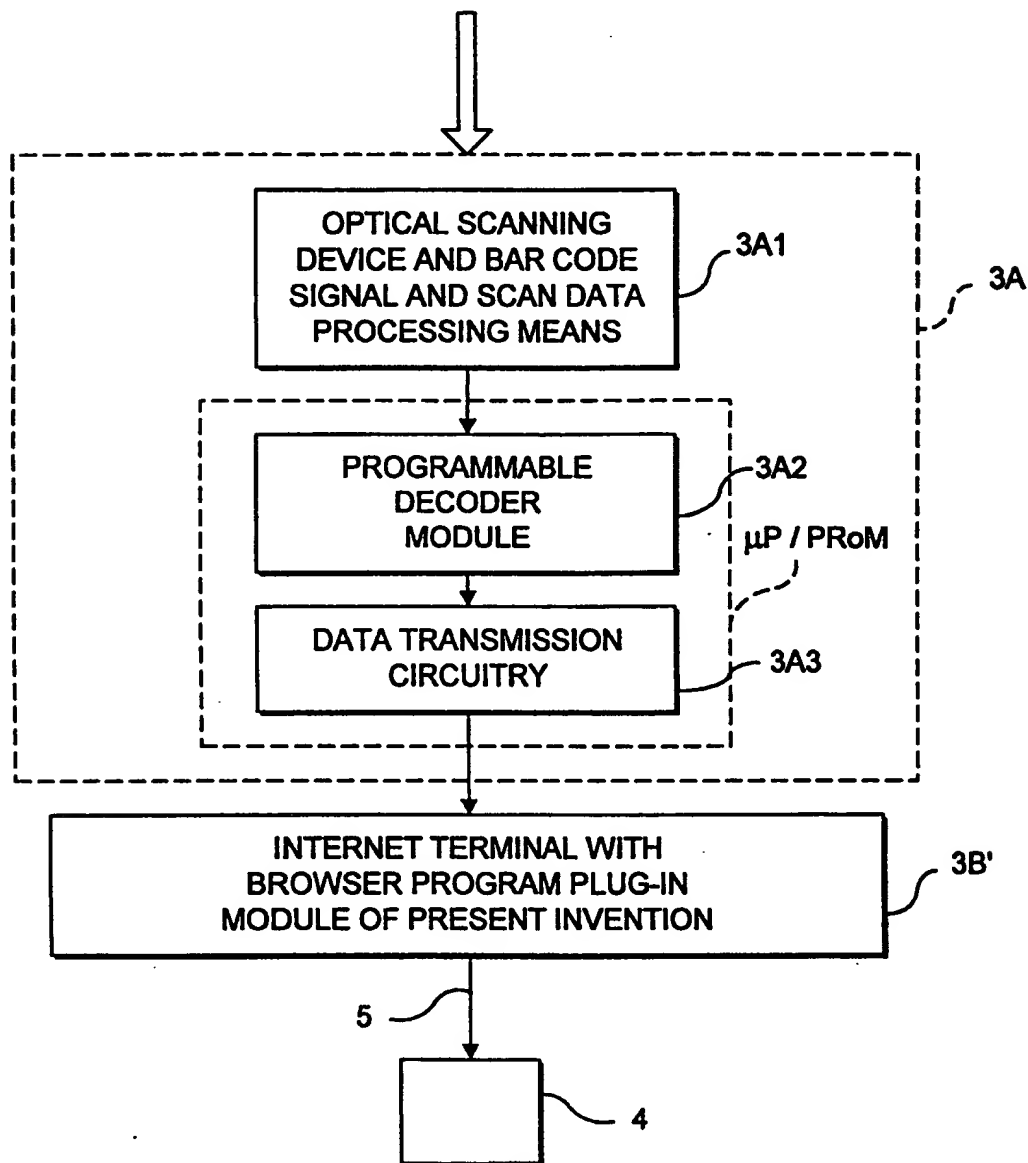 OPTICAL SCANNING
DEVICE AND BAR CODE
SIGNAL AND SCAN DATA
PROCESSING MEANS
3A1
3A
PROGRAMMABLE
DECODER
MODULE
3A2
μP / PRoM
DATA TRANSMISSION
CIRCUITRY
3A3
INTERNET TERMINAL WITH
BROWSER PROGRAM PLUG-IN
MODULE OF PRESENT INVENTION
3B'
5
4